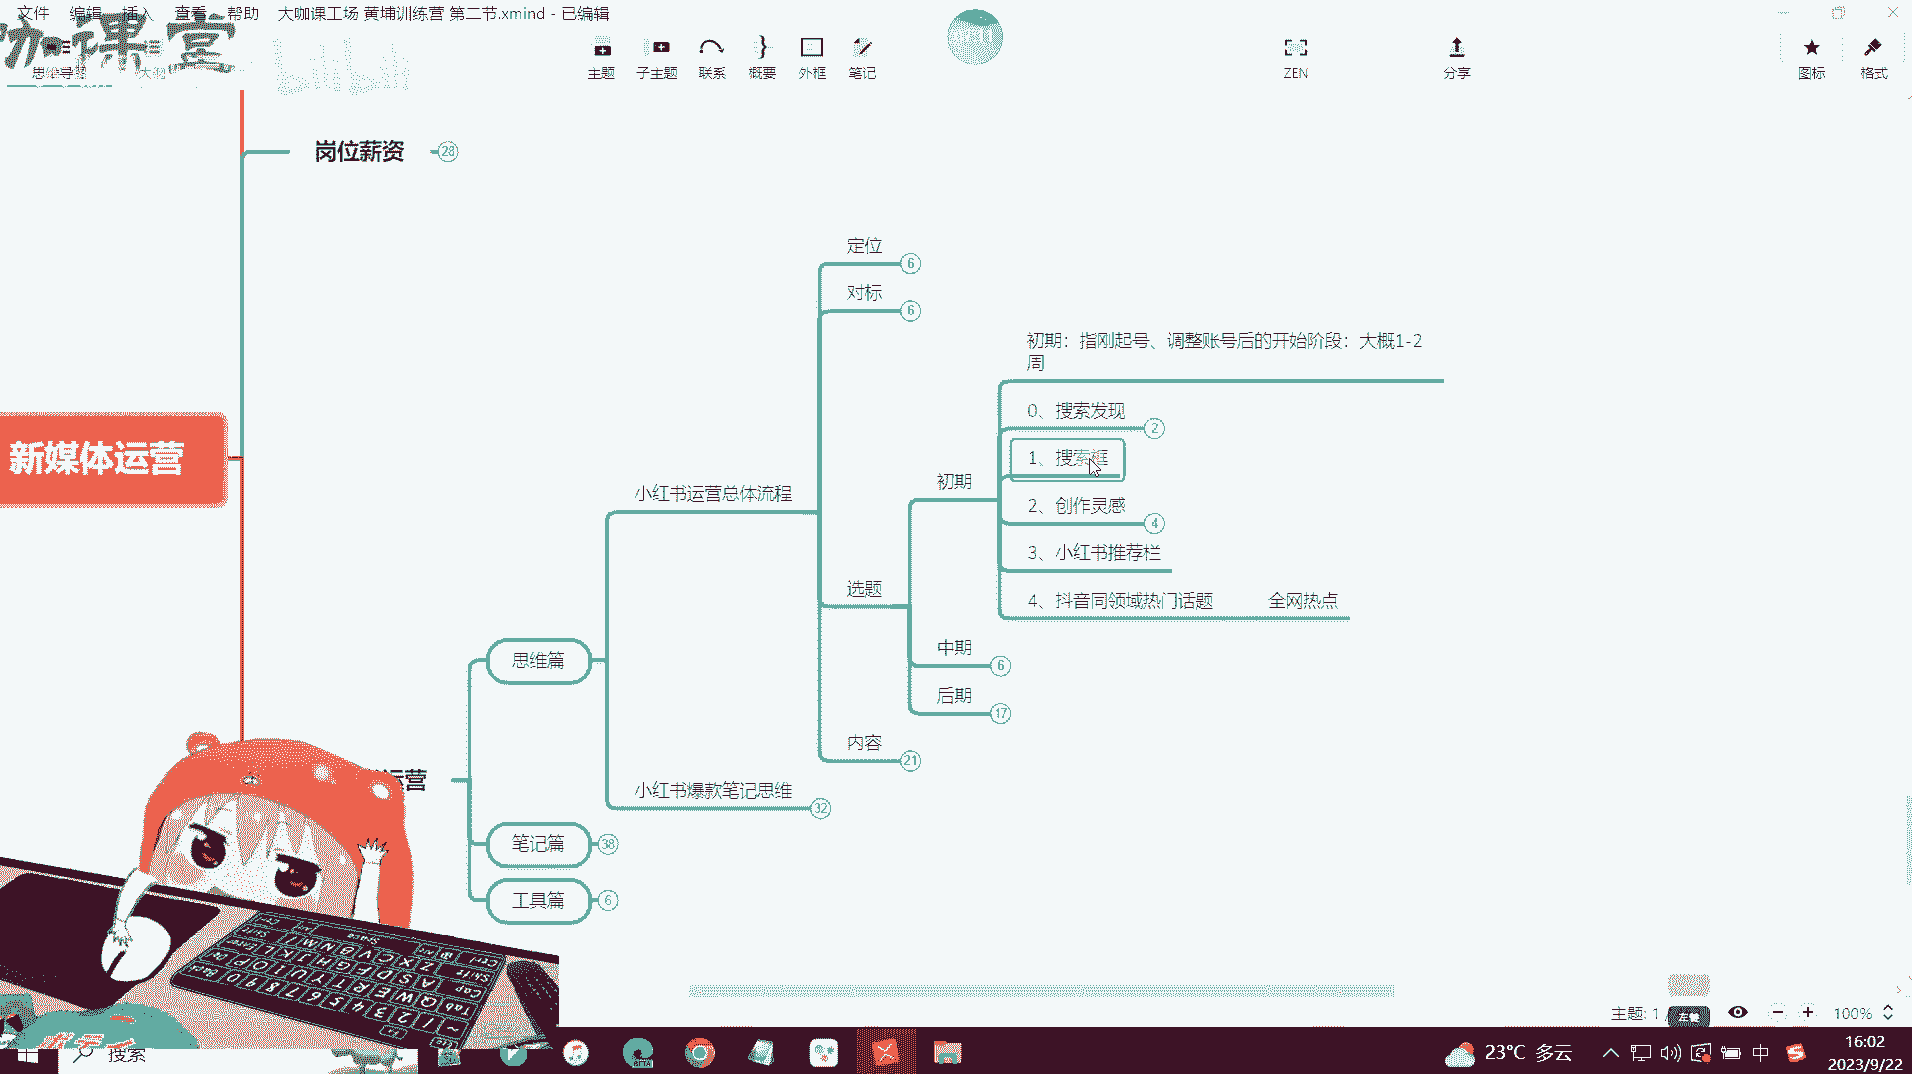 文件 编辑 插入 查看 帮助 大咖课工场 黄埔训练营 第二节.xmind - 已编辑
咖课堂
思维导图
主题 子主题 联系 概要 外框 笔记 ZEN 分享 图标 格式
岗位薪资 28
定位 6
对标 6
初期：指刚起号、调整账号后的开始阶段：大概1-2
周
0、搜索发现 2
新媒体运营
1、搜索框
初期
小红书运营总体流程
2、创作灵感 4
3、小红书推荐栏
选题
4、抖音同领域热门话题 全网热点
中期 6
思维篇
后期 17
内容 21
运营
小红书爆款笔记思维 32
笔记篇 38
工具篇 6
主题: 1 /
100%
搜索
BETA
23°C 多云
中
16:02
2023/9/22